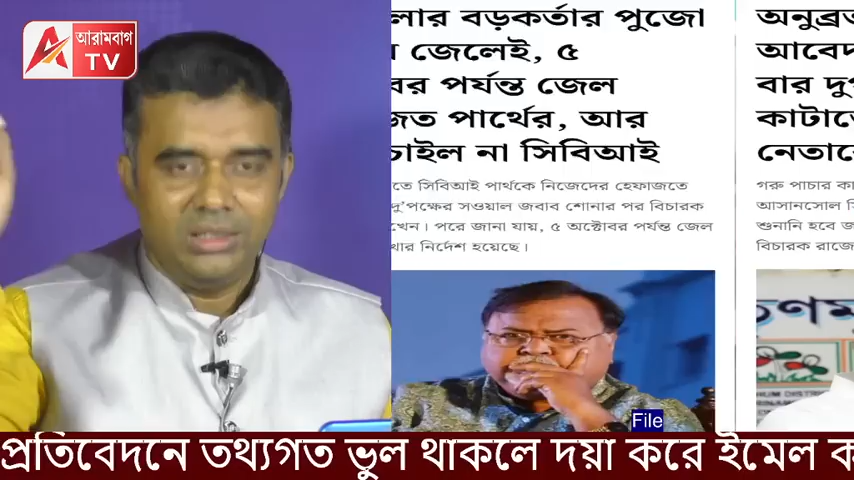 আরামবাগ
TV
লার বড়কর্তার পুজো
জেলেই, ৫
বর পর্যন্ত জেল
জত পার্থের, আর
চাইল না সিবিআই
তে সিবিআই পার্থকে নিজেদের হেফাজতে
দু'পক্ষের সওয়াল জবাব শোনার পর বিচারক
খেন। পরে জানা যায়, ৫ অক্টোবর পর্যন্ত জেল
থার নির্দেশ হয়েছে।
অনুব্রত
আবেদ
বার দুপ
কাটাতে
নেতাকে
গরু পাচার কা
আসানসোল সি
শুনানি হবে জ
বিচারক রাজে
তৃণমূ
File
প্রতিবেদনে তথ্যগত ভুল থাকলে দয়া করে ইমেল ক